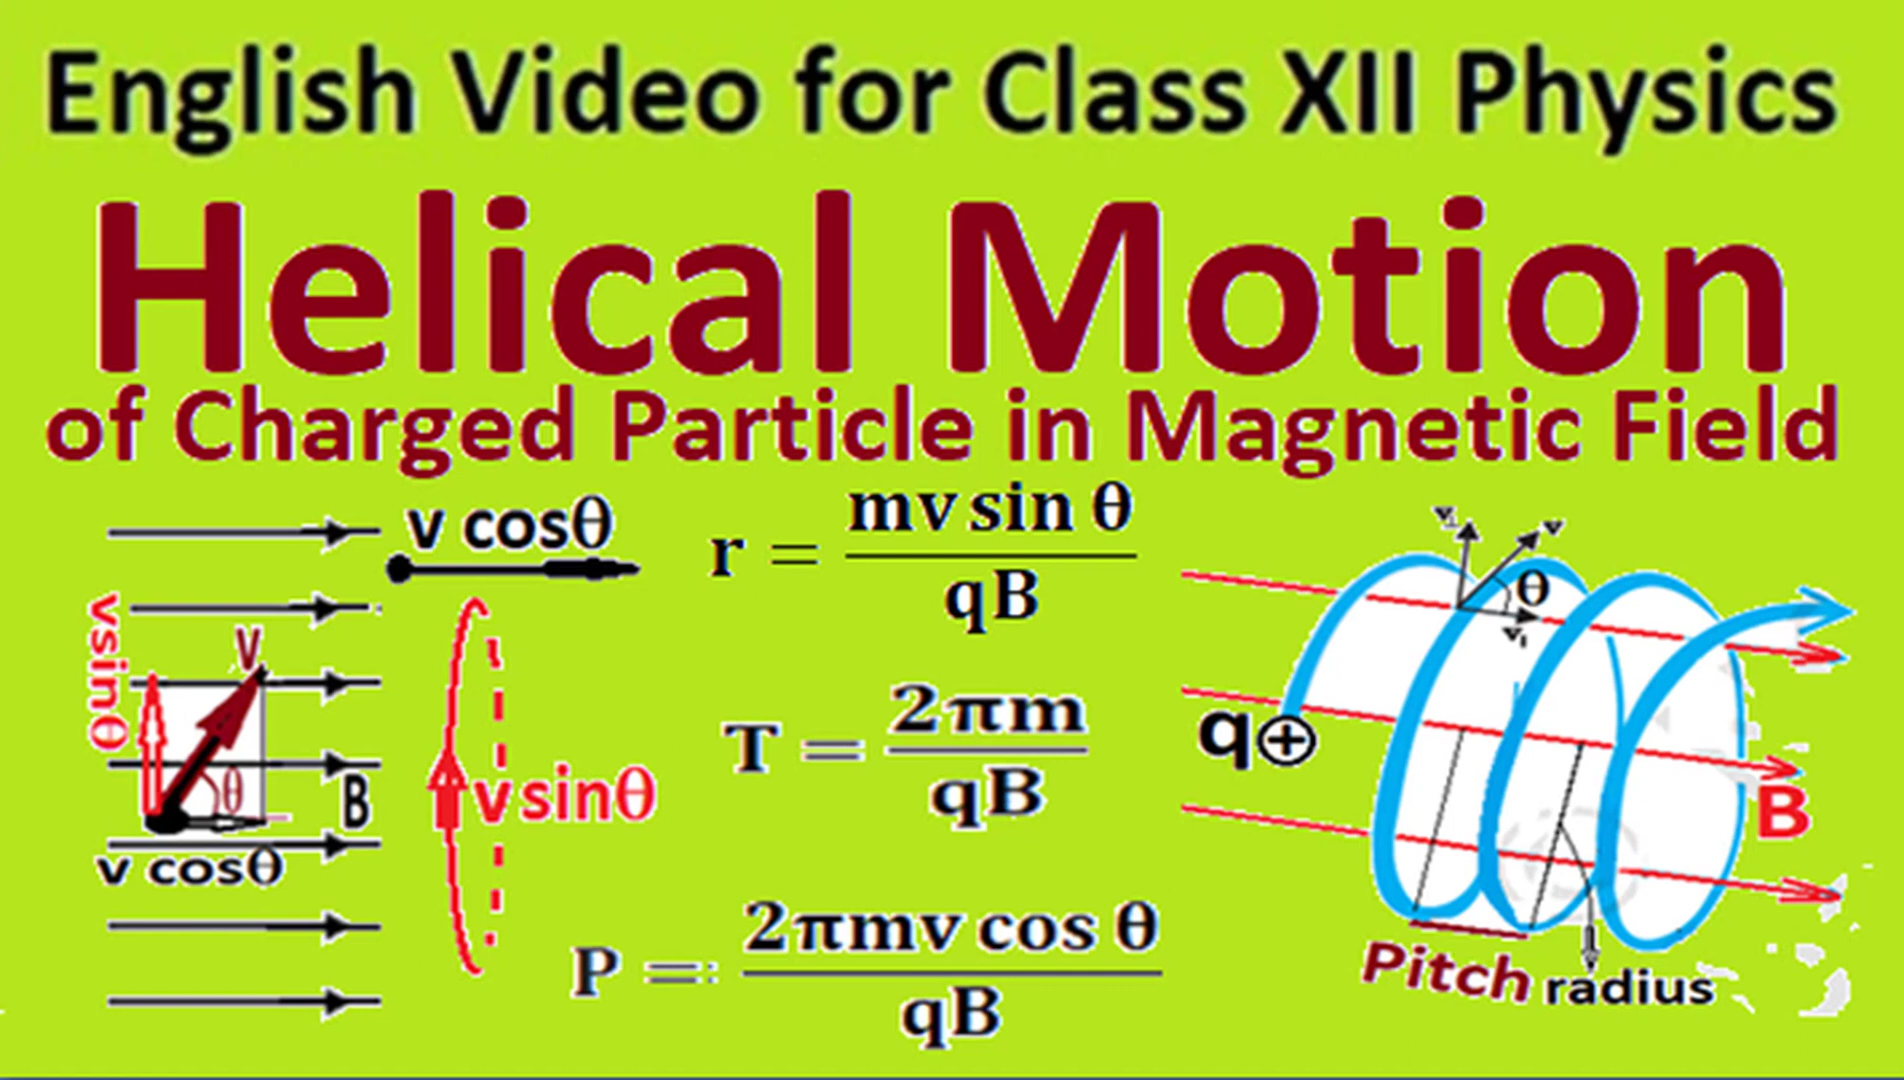 English Video for Class XII Physics
Helical Motion
of Charged Particle in Magnetic Field
v cosθ
vsinθ
v
θ
B
v cosθ
v sinθ
r = mv sin θ / qB
T = 2πm / qB
P = 2πmv cos θ / qB
v⊥
v
θ
q
+
B
Pitch
radius